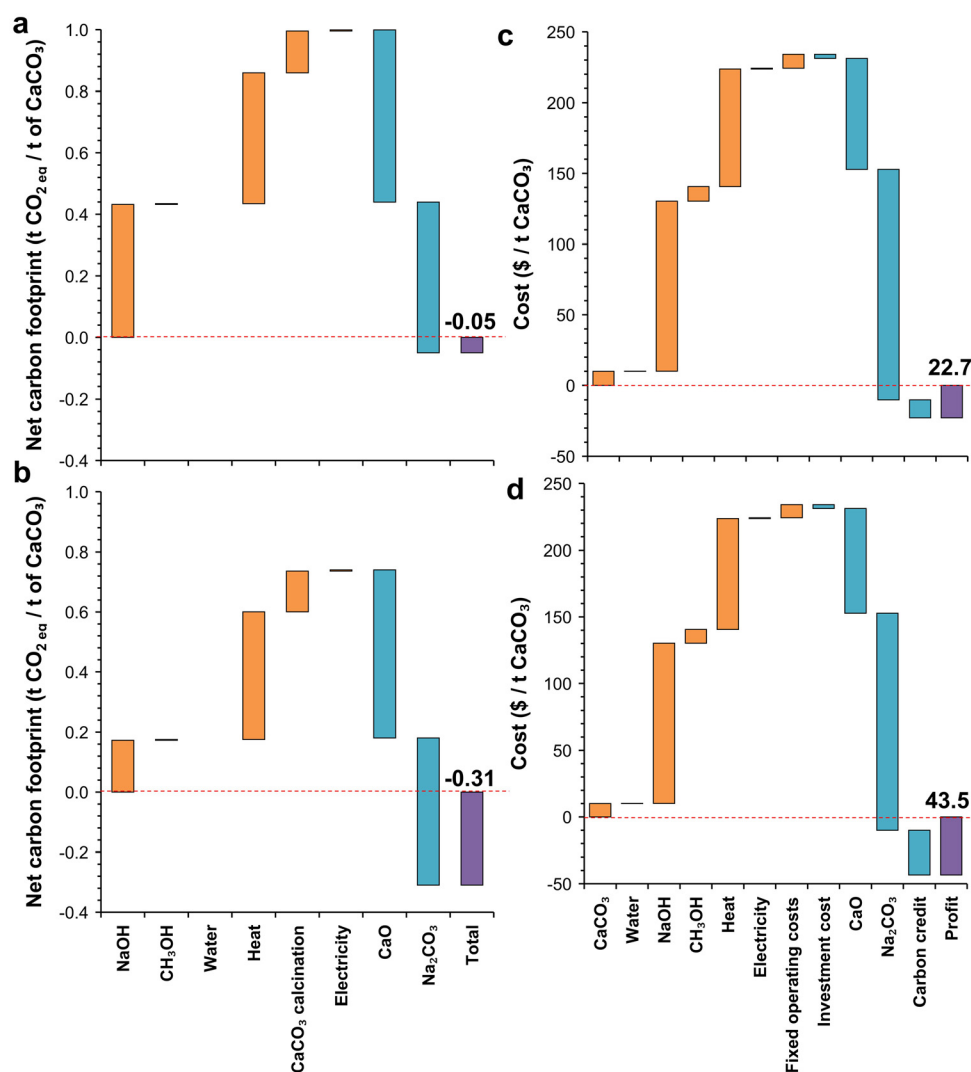 a
Net carbon footprint (t CO₂ eq / t of CaCO₃)
1.0
0.8
0.6
0.4
0.2
0.0
-0.2
-0.4
-0.05
c
Cost ($ / t CaCO₃)
250
200
150
100
50
0
-50
22.7
b
Net carbon footprint (t CO₂ eq / t of CaCO₃)
1.0
0.8
0.6
0.4
0.2
0.0
-0.2
-0.4
-0.31
NaOH
CH₃OH
Water
Heat
CaCO₃ calcination
Electricity
CaO
Na₂CO₃
Total
d
Cost ($ / t CaCO₃)
250
200
150
100
50
0
-50
43.5
CaCO₃
Water
NaOH
CH₃OH
Heat
Electricity
Fixed operating costs
Investment cost
CaO
Na₂CO₃
Carbon credit
Profit